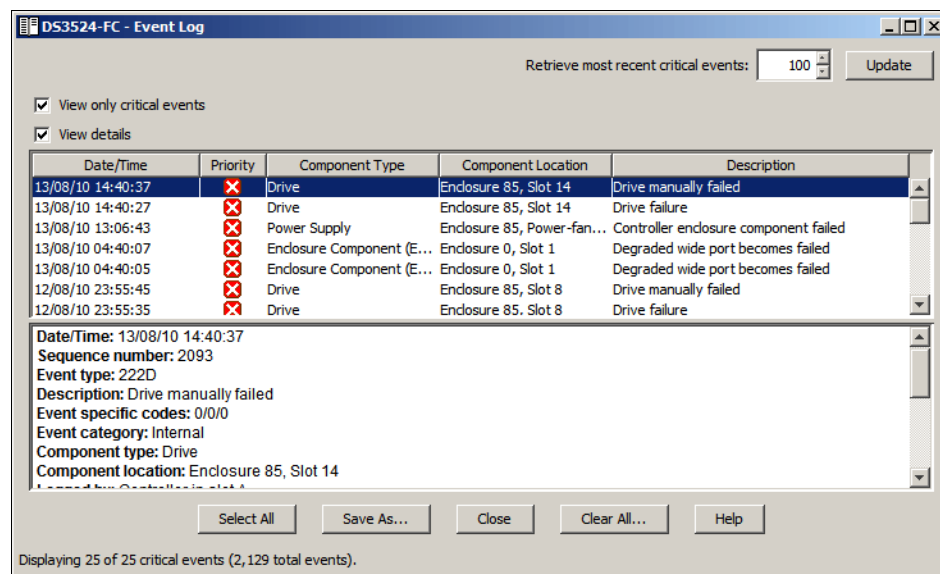 DS3524-FC - Event Log
Retrieve most recent critical events: 100 Update
View only critical events
View details
Date/Time Priority Component Type Component Location Description
13/08/10 14:40:37 Drive Enclosure 85, Slot 14 Drive manually failed
13/08/10 14:40:27 Drive Enclosure 85, Slot 14 Drive failure
13/08/10 13:06:43 Power Supply Enclosure 85, Power-fan... Controller enclosure component failed
13/08/10 04:40:07 Enclosure Component (E... Enclosure 0, Slot 1 Degraded wide port becomes failed
13/08/10 04:40:05 Enclosure Component (E... Enclosure 0, Slot 1 Degraded wide port becomes failed
12/08/10 23:55:45 Drive Enclosure 85, Slot 8 Drive manually failed
12/08/10 23:55:35 Drive Enclosure 85, Slot 8 Drive failure
Date/Time: 13/08/10 14:40:37
Sequence number: 2093
Event type: 222D
Description: Drive manually failed
Event specific codes: 0/0/0
Event category: Internal
Component type: Drive
Component location: Enclosure 85, Slot 14
Logged by: Controller in slot A
Select All Save As... Close Clear All... Help
Displaying 25 of 25 critical events (2,129 total events).